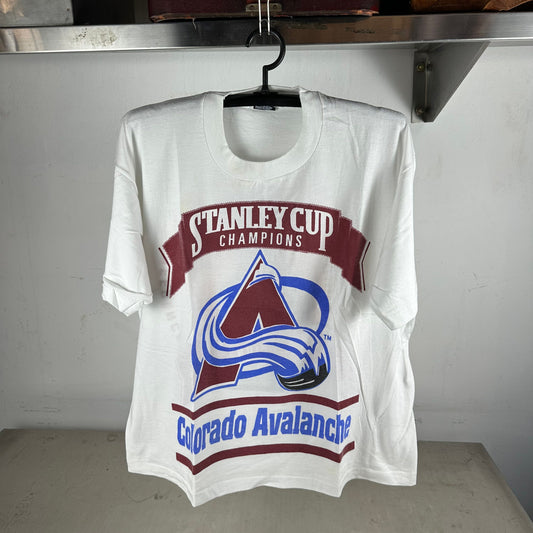 STANLEY CUP
CHAMPIONS
A
TM
Colorado Avalanche